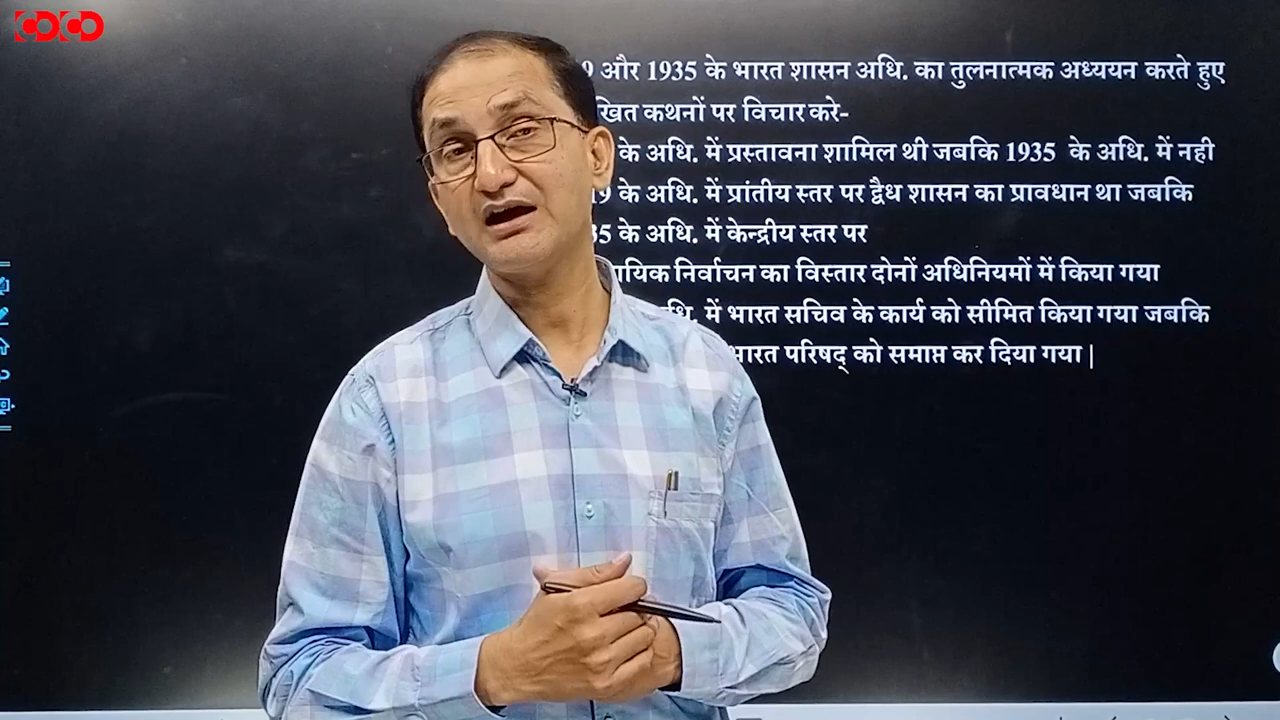 9 और 1935 के भारत शासन अधि. का तुलनात्मक अध्ययन करते हुए
खित कथनों पर विचार करे-
के अधि. में प्रस्तावना शामिल थी जबकि 1935 के अधि. में नही
19 के अधि. में प्रांतीय स्तर पर द्वैध शासन का प्रावधान था जबकि
35 के अधि. में केन्द्रीय स्तर पर
यिक निर्वाचन का विस्तार दोनों अधिनियमों में किया गया
धि. में भारत सचिव के कार्य को सीमित किया गया जबकि
भारत परिषद् को समाप्त कर दिया गया |